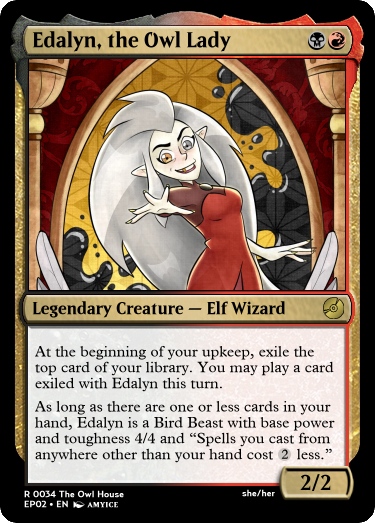 Edalyn, the Owl Lady
Legendary Creature — Elf Wizard
At the beginning of your upkeep, exile the
top card of your library. You may play a card
exiled with Edalyn this turn.
As long as there are one or less cards in your
hand, Edalyn is a Bird Beast with base power
and toughness 4/4 and “Spells you cast from
anywhere other than your hand cost 2 less.”
2/2
R 0034 The Owl House
she/her
EP02 • EN AMYICE